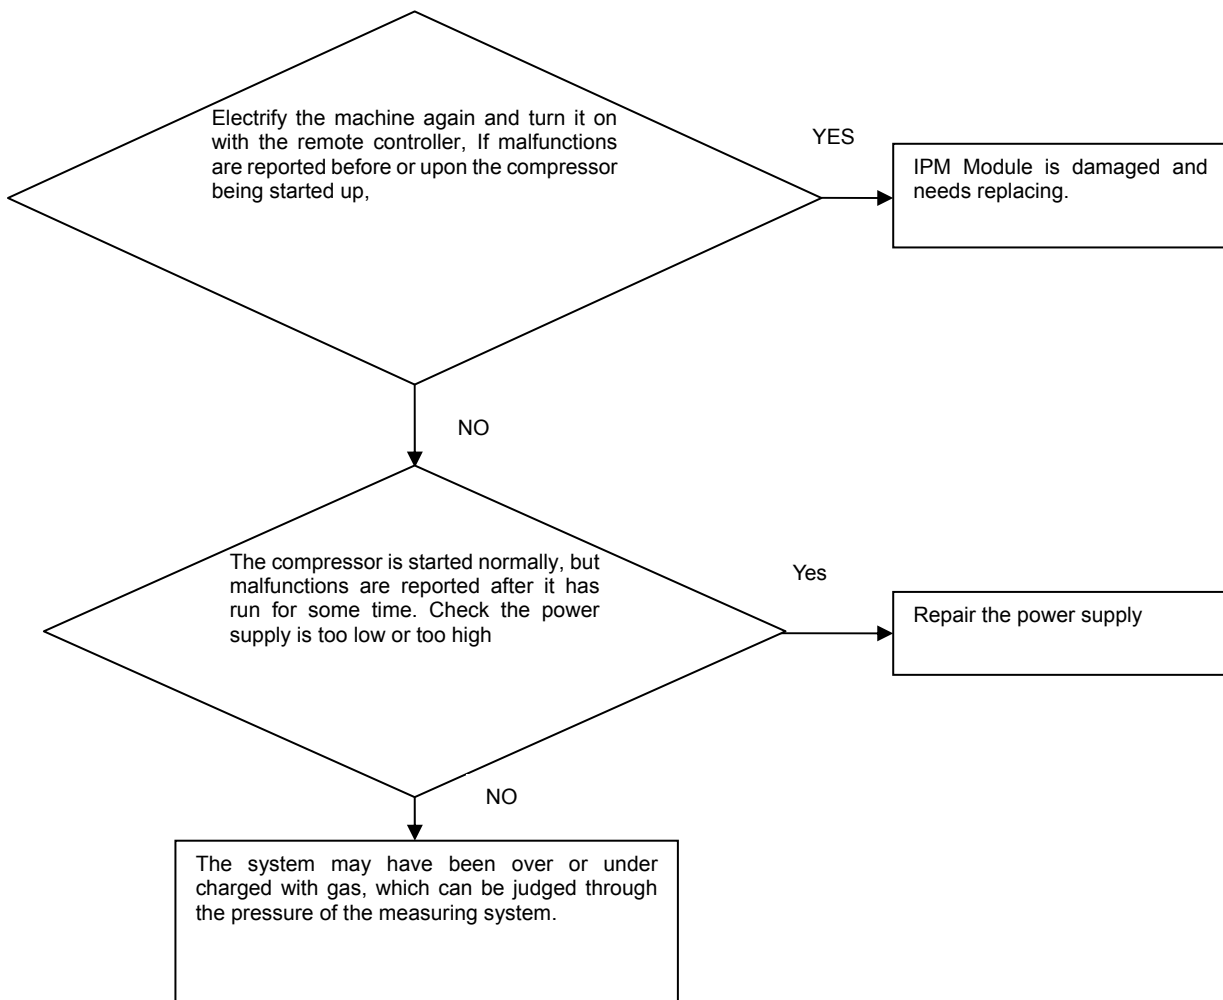 Electrify the machine again and turn it on
with the remote controller, If malfunctions
are reported before or upon the compressor
being started up,
YES
IPM Module is damaged and
needs replacing.
NO
The compressor is started normally, but
malfunctions are reported after it has
run for some time. Check the power
supply is too low or too high
Yes
Repair the power supply
NO
The system may have been over or under
charged with gas, which can be judged through
the pressure of the measuring system.